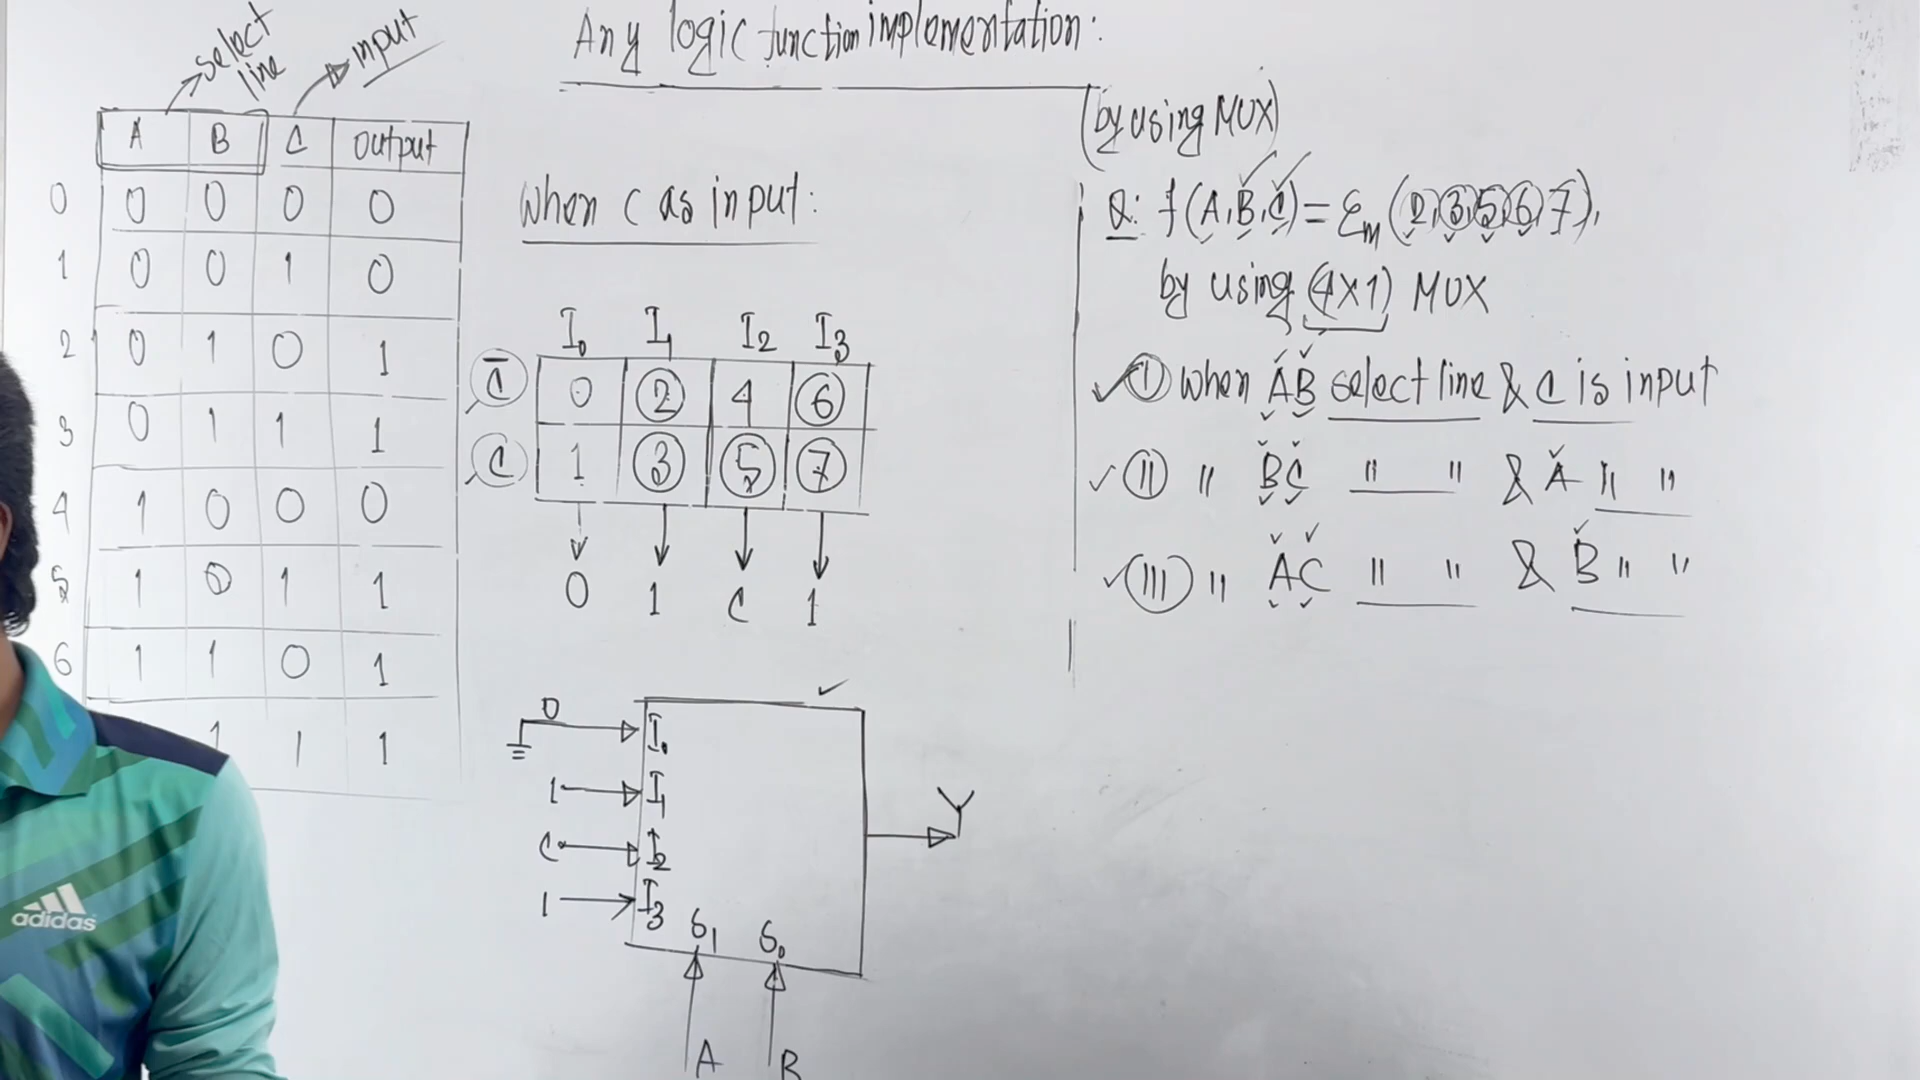 Any logic function implementation:
(by using MUX)
select line
input
A B C output
0 0 0 0 0
1 0 0 1 0
2 0 1 0 1
3 0 1 1 1
4 1 0 0 0
5 1 0 1 1
6 1 1 0 1
1 1 1
When C as input:
I0 I1 I2 I3
C̅ 0 2 4 6
C 1 3 5 7
0 1 C 1
0 I0
1 I1
C I2
1 I3
S1 S0
A B
Y
Q: f(A,B,C) = Σm (2,3,5,6,7),
by using (4x1) MUX
(I) when AB select line & C is input
(II) " BC " " & A " "
(III) " AC " " & B " "
adidas